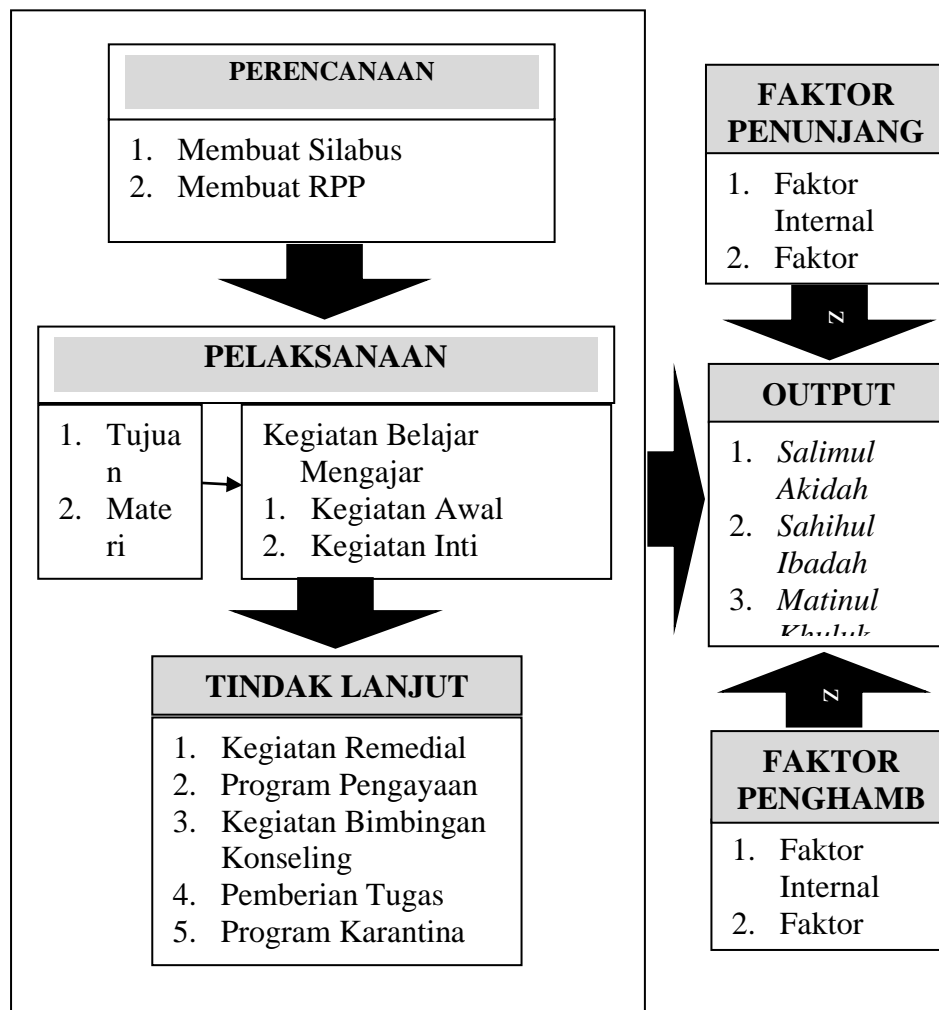 PERENCANAAN
1. Membuat Silabus
2. Membuat RPP
PELAKSANAAN
1. Tujua
n
2. Mate
ri
Kegiatan Belajar
Mengajar
1. Kegiatan Awal
2. Kegiatan Inti
TINDAK LANJUT
1. Kegiatan Remedial
2. Program Pengayaan
3. Kegiatan Bimbingan
Konseling
4. Pemberian Tugas
5. Program Karantina
FAKTOR
PENUNJANG
1. Faktor
Internal
2. Faktor
z
OUTPUT
1. Salimul
Akidah
2. Sahihul
Ibadah
3. Matinul
Khuluk
z
FAKTOR
PENGHAMB
1. Faktor
Internal
2. Faktor